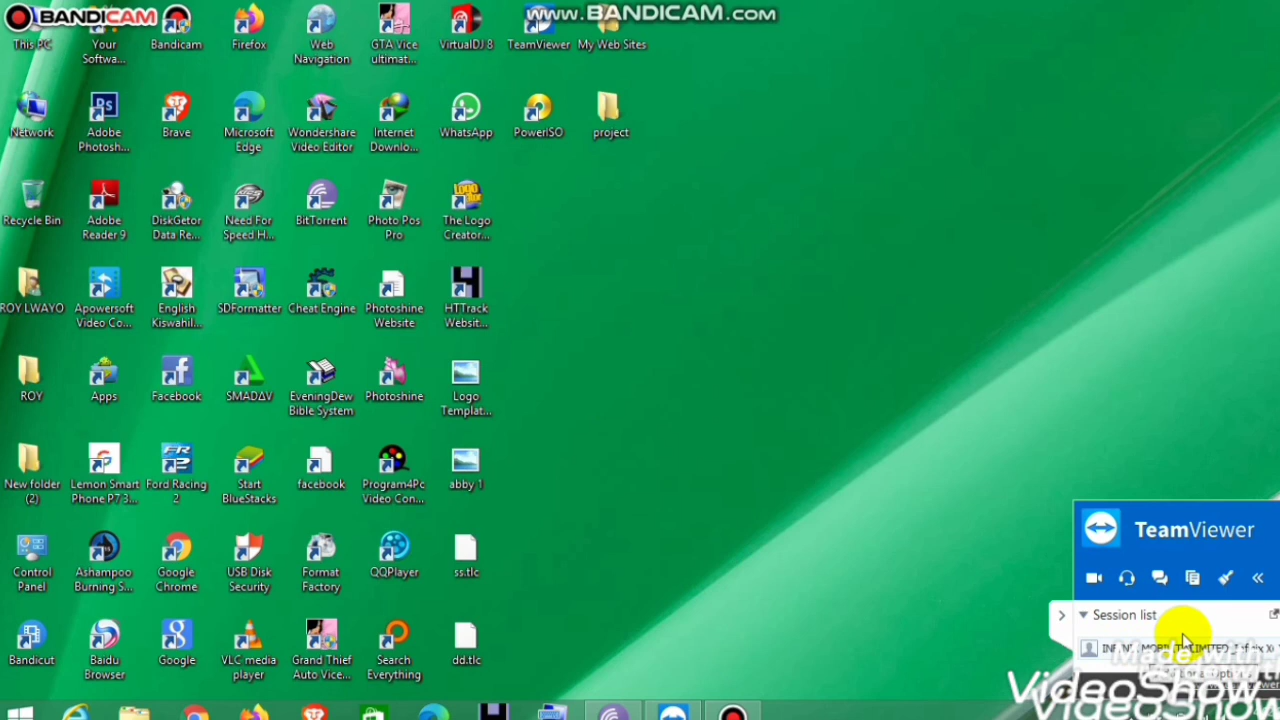 BANDICAM
www.BANDICAM.com
This PC
Your
Softwa...
Bandicam
Firefox
Web
Navigation
GTA Vice
ultimat...
VirtualDJ 8
TeamViewer
My Web Sites
Network
Adobe
Photosh...
Brave
Microsoft
Edge
Wondershare
Video Editor
Internet
Downlo...
WhatsApp
PowerISO
project
Recycle Bin
Adobe
Reader 9
DiskGetor
Data Re...
Need For
Speed H...
BitTorrent
Photo Pos
Pro
The Logo
Creator...
ROY LWAYO
Apowersoft
Video Co...
English
Kiswahil...
SDFormatter
Cheat Engine
Photoshine
Website
HTTrack
Websit...
ROY
Apps
Facebook
SMADAV
EveningDew
Bible System
Photoshine
Logo
Templat...
New folder
(2)
Lemon Smart
Phone P7 3...
Ford Racing
2
Start
BlueStacks
facebook
Program4Pc
Video Con...
abby 1
Control
Panel
Ashampoo
Burning S...
Google
Chrome
USB Disk
Security
Format
Factory
QQPlayer
ss.tlc
Bandicut
Baidu
Browser
Google
VLC media
player
Grand Thief
Auto Vice...
Search
Everything
dd.tlc
TeamViewer
Session list
Made with
VideoShow